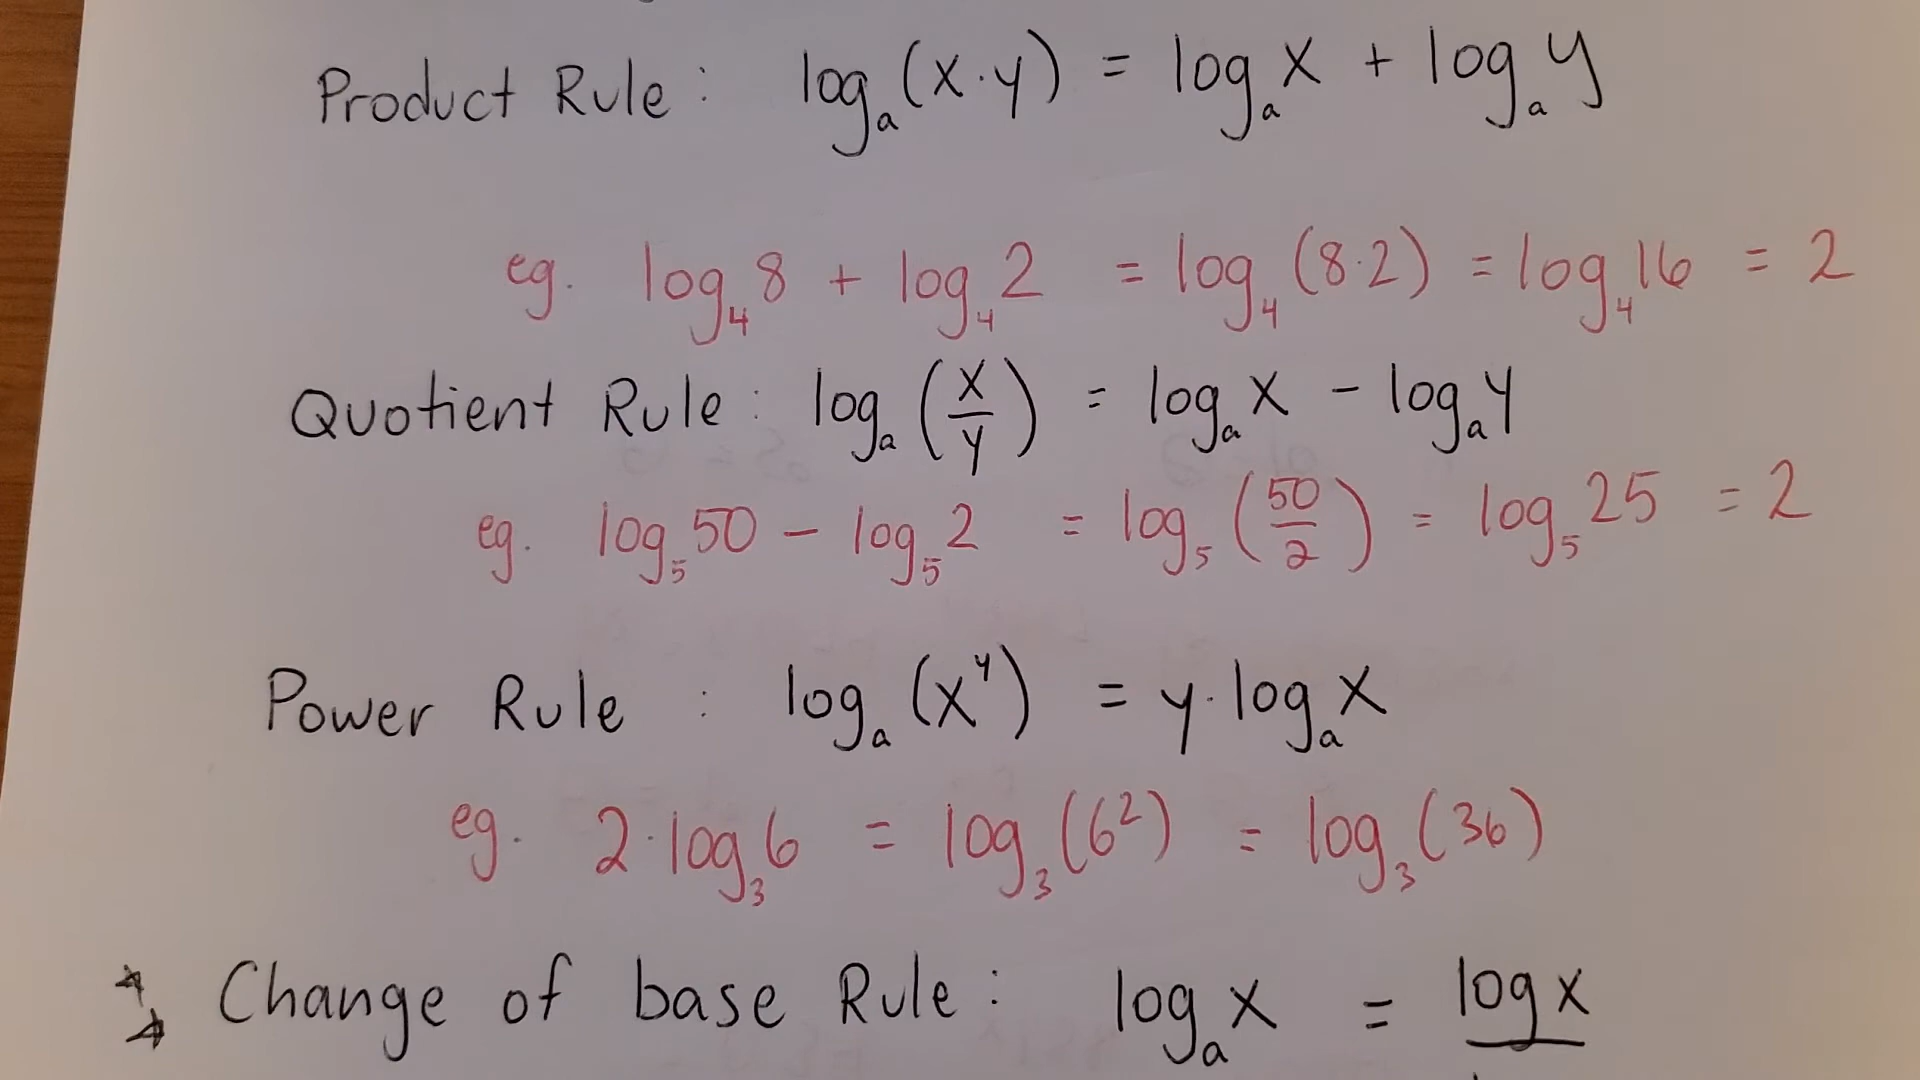 Product Rule: logₐ(x·y) = logₐx + logₐy
eg. log₄8 + log₄2 = log₄(8·2) = log₄16 = 2
Quotient Rule: logₐ(x/y) = logₐx - logₐy
eg. log₅50 - log₅2 = log₅(50/2) = log₅25 = 2
Power Rule : logₐ(xʸ) = y·logₐx
eg. 2·log₃6 = log₃(6²) = log₃(36)
Change of base Rule: logₐx = log x